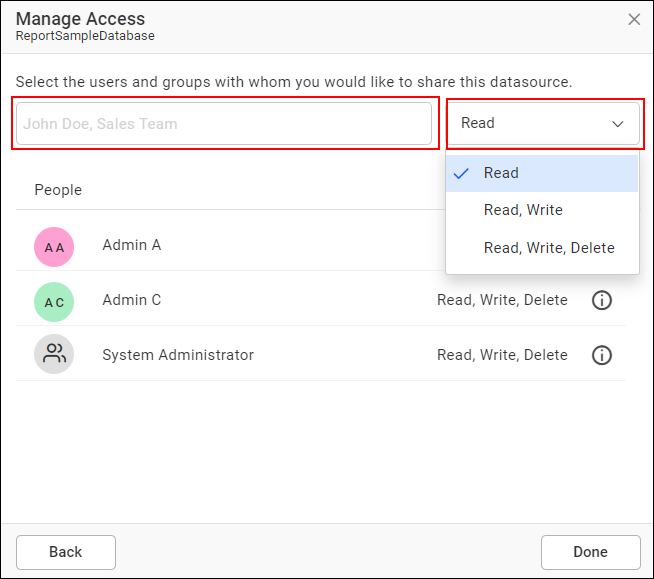 Manage Access
ReportSampleDatabase
Select the users and groups with whom you would like to share this datasource.
John Doe, Sales Team
Read
Read
Read, Write
Read, Write, Delete
People
A A
Admin A
A C
Admin C
Read, Write, Delete
System Administrator
Read, Write, Delete
Back
Done